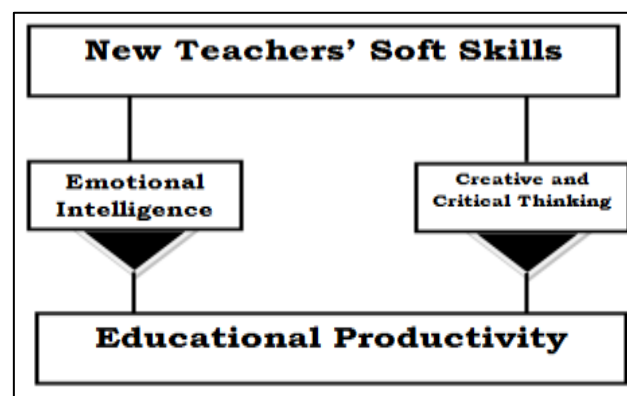 New Teachers’ Soft Skills
Emotional
Intelligence
Creative and
Critical Thinking
Educational Productivity